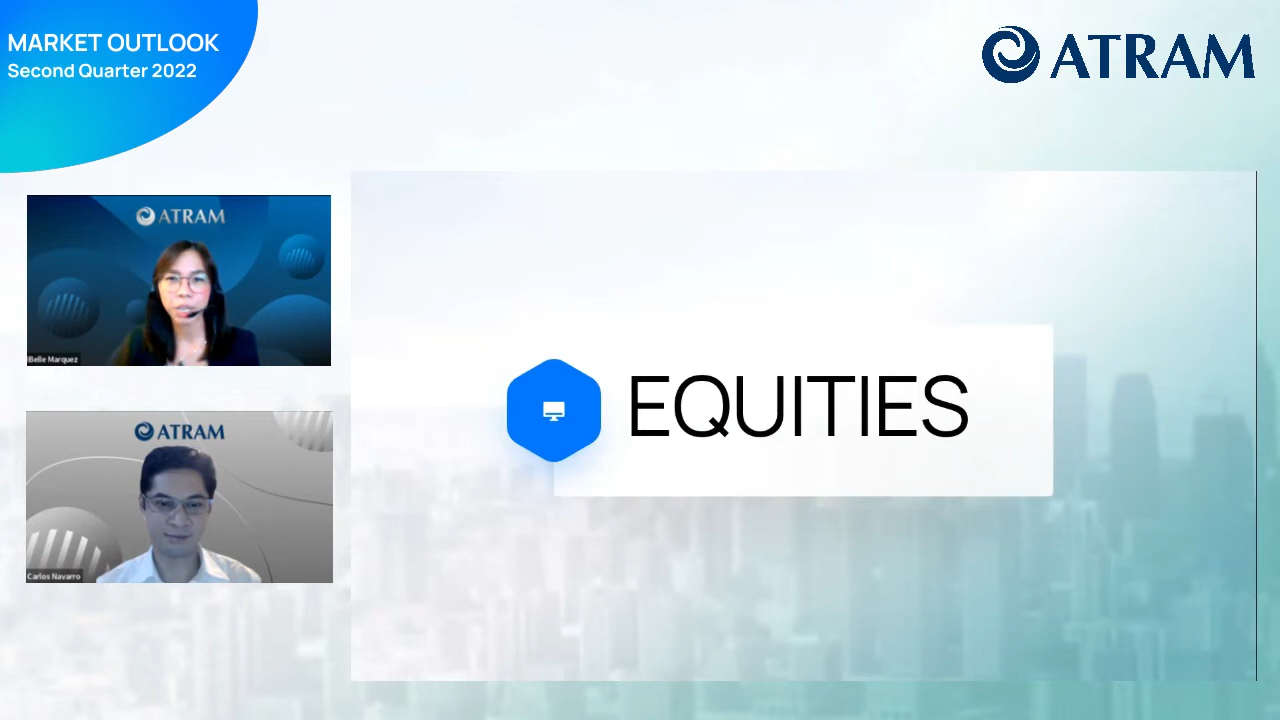 MARKET OUTLOOK
Second Quarter 2022
ATRAM
ATRAM
Belle Marquez
ATRAM
Carlos Navarro
EQUITIES